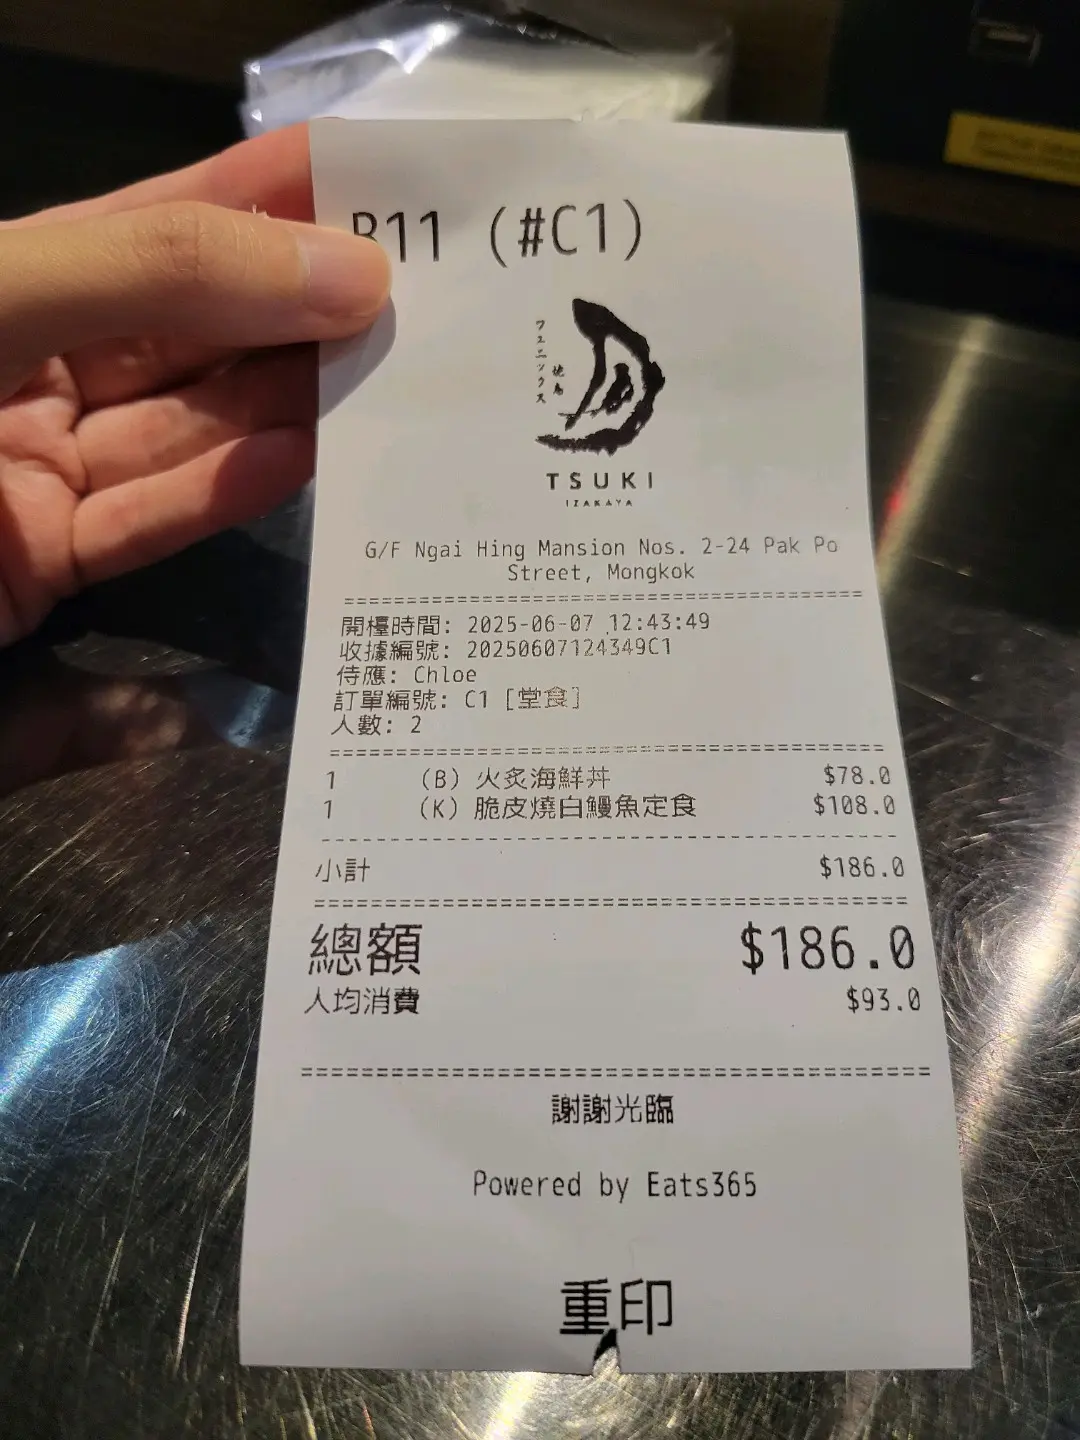 B11 (#C1)
フェニックス
焼鳥
月
TSUKI
IZAKAYA
G/F Ngai Hing Mansion Nos. 2-24 Pak Po
Street, Mongkok
開檯時間: 2025-06-07 12:43:49
收據編號: 20250607124349C1
侍應: Chloe
訂單編號: C1 [堂食]
人數: 2
1 (B) 火炙海鮮丼 $78.0
1 (K) 脆皮燒白鰻魚定食 $108.0
小計 $186.0
總額 $186.0
人均消費 $93.0
謝謝光臨
Powered by Eats365
重印